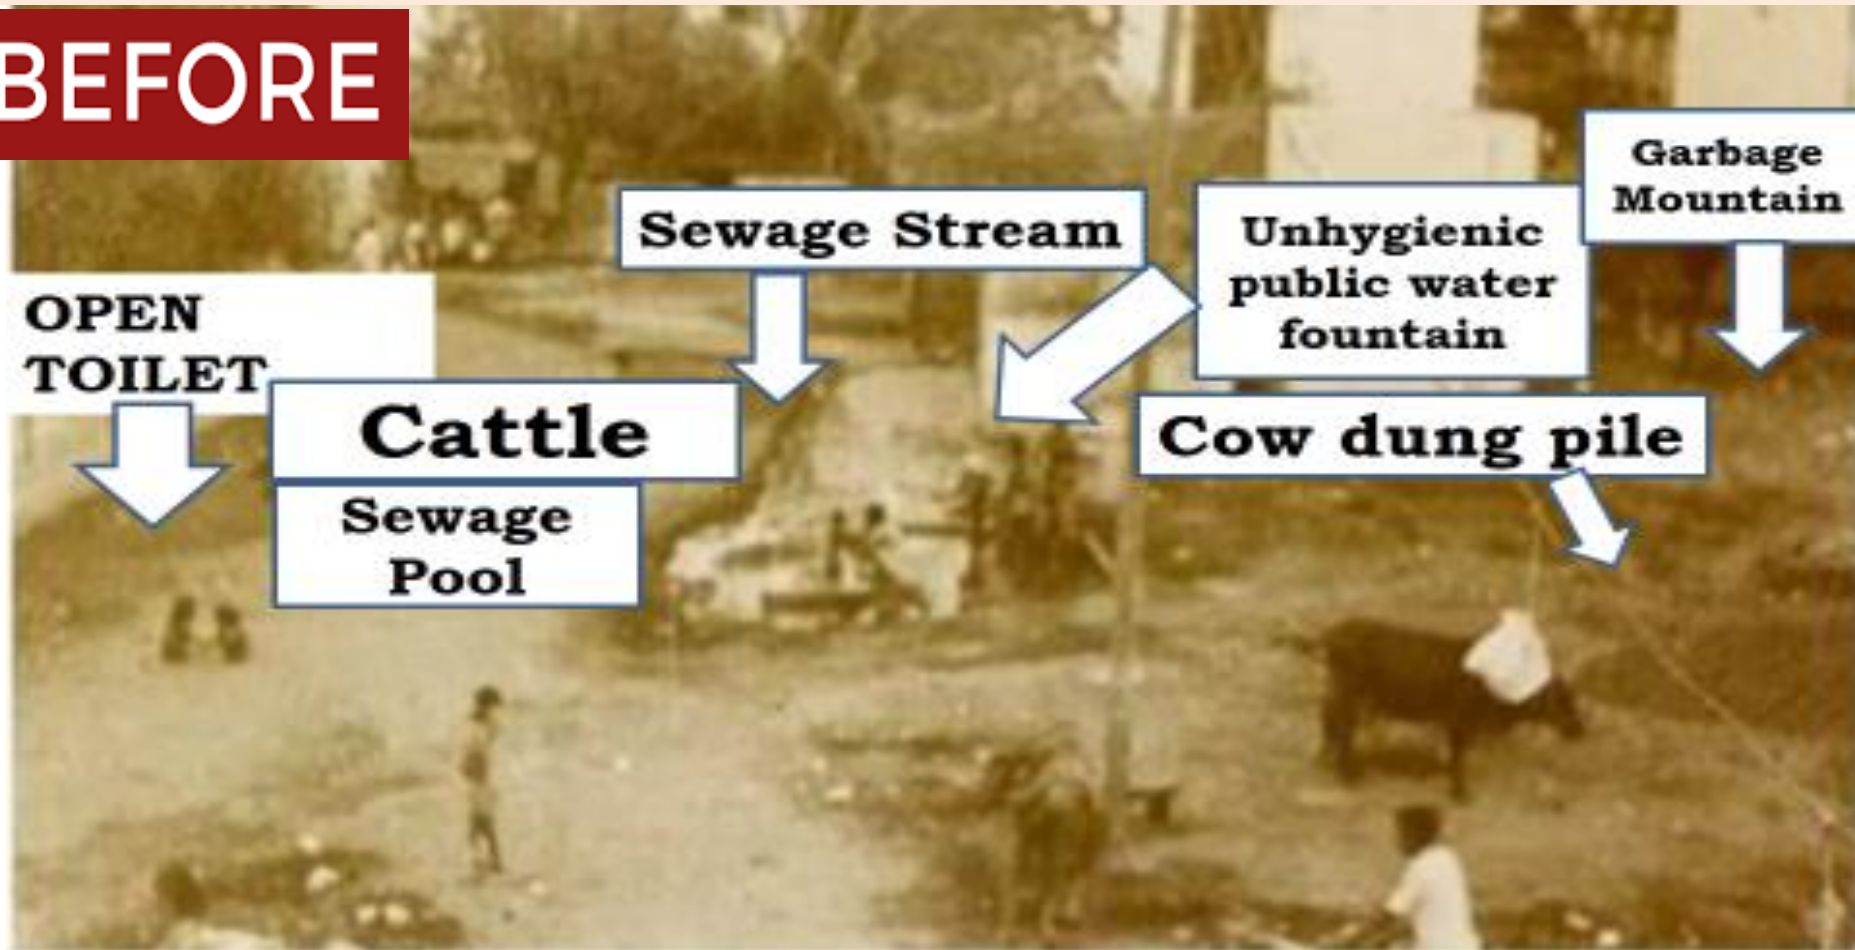 BEFORE
Garbage
Mountain
Sewage Stream
Unhygienic
public water
fountain
OPEN
TOILET
Cattle
Cow dung pile
Sewage
Pool